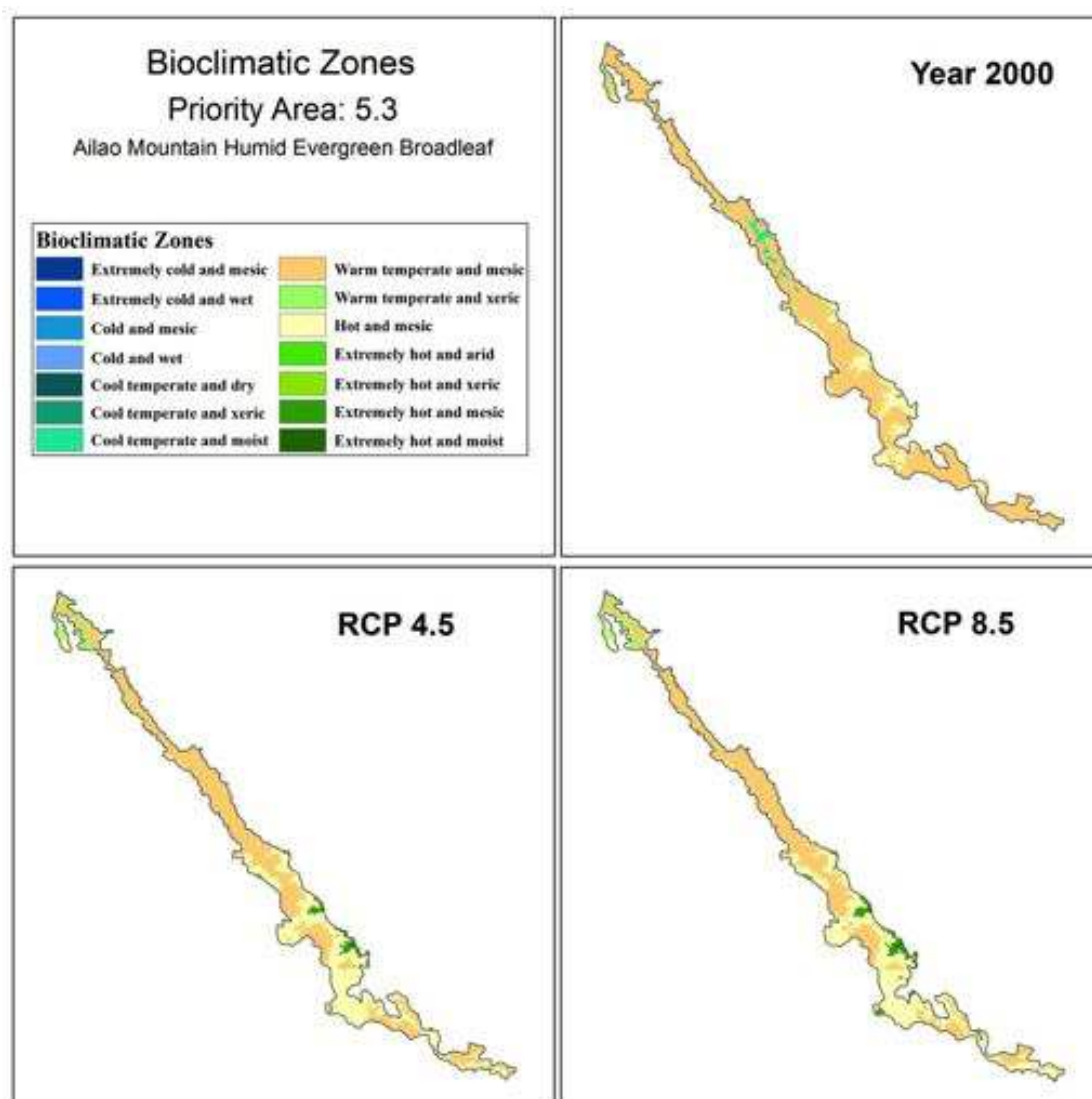 Bioclimatic Zones
Priority Area: 5.3
Ailao Mountain Humid Evergreen Broadleaf
Bioclimatic Zones
Extremely cold and mesic
Extremely cold and wet
Cold and mesic
Cold and wet
Cool temperate and dry
Cool temperate and xeric
Cool temperate and moist
Warm temperate and mesic
Warm temperate and xeric
Hot and mesic
Extremely hot and arid
Extremely hot and xeric
Extremely hot and mesic
Extremely hot and moist
Year 2000
RCP 4.5
RCP 8.5